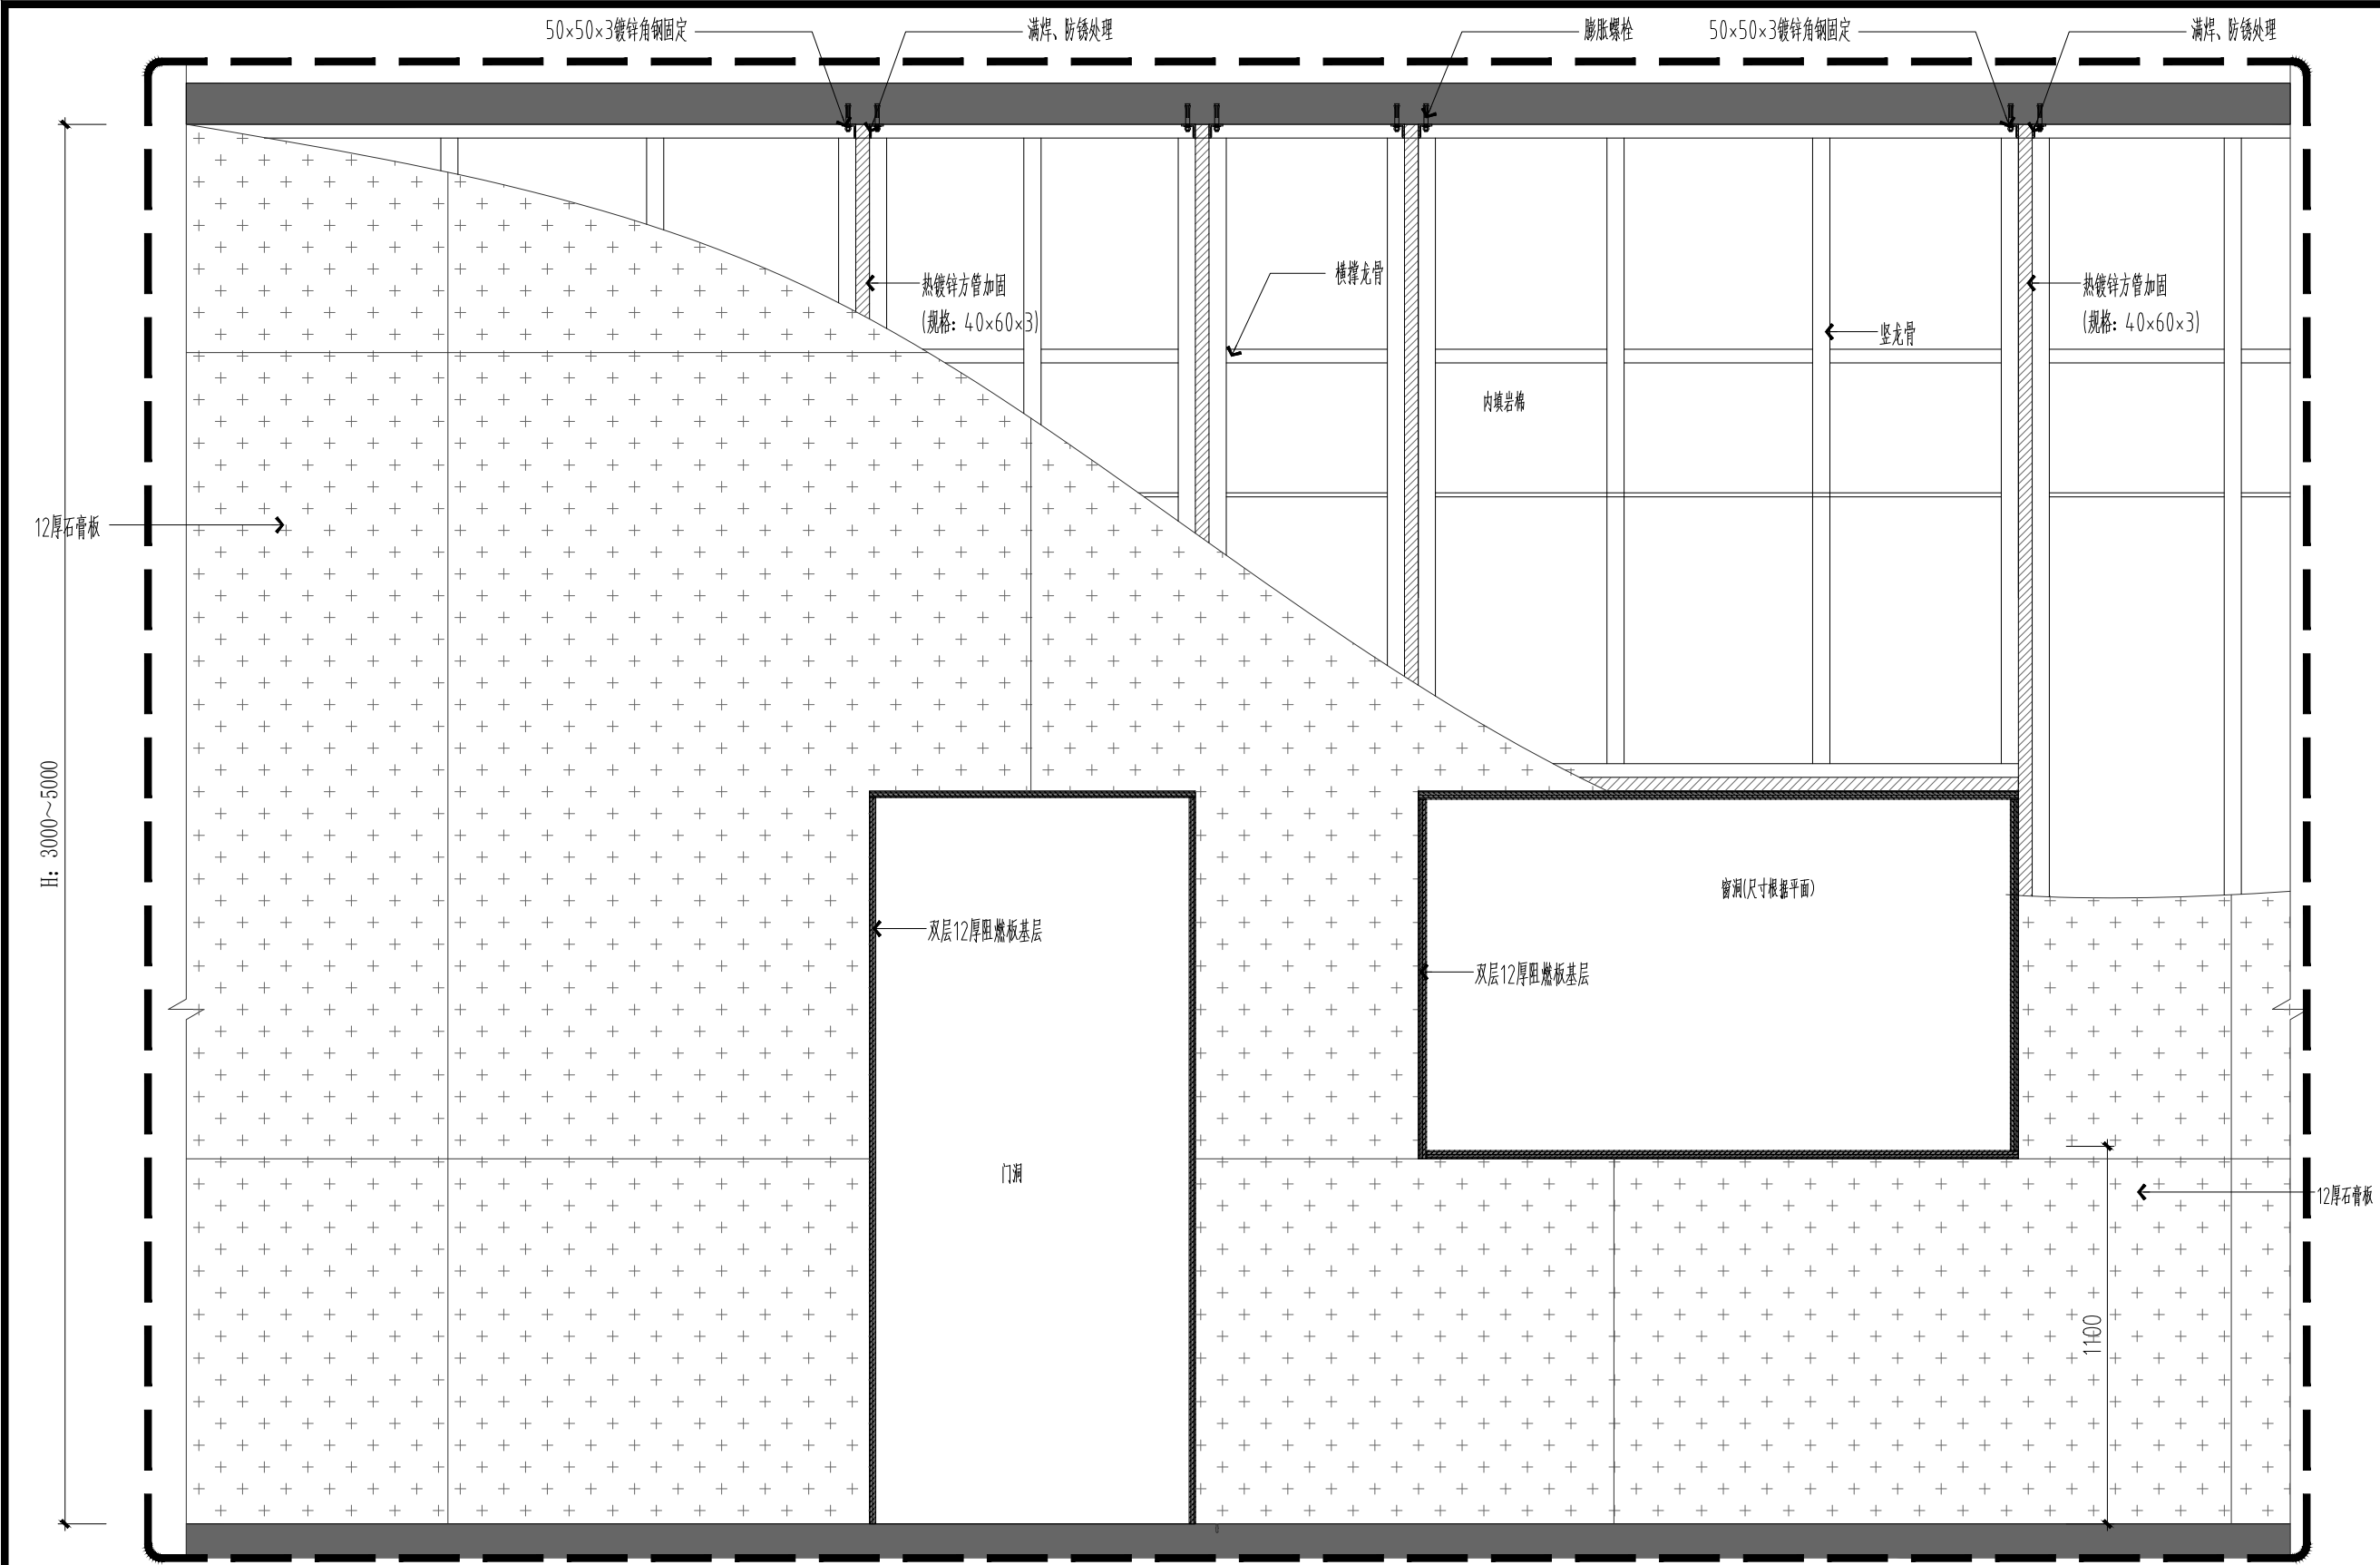 50×50×3镀锌角钢固定
满焊、防锈处理
膨胀螺栓
50×50×3镀锌角钢固定
满焊、防锈处理
热镀锌方管加固
(规格: 40×60×3)
横撑龙骨
热镀锌方管加固
(规格: 40×60×3)
竖龙骨
内填岩棉
12厚石膏板
H: 3000~5000
窗洞(尺寸根据平面)
双层12厚阻燃板基层
双层12厚阻燃板基层
门洞
12厚石膏板
1100